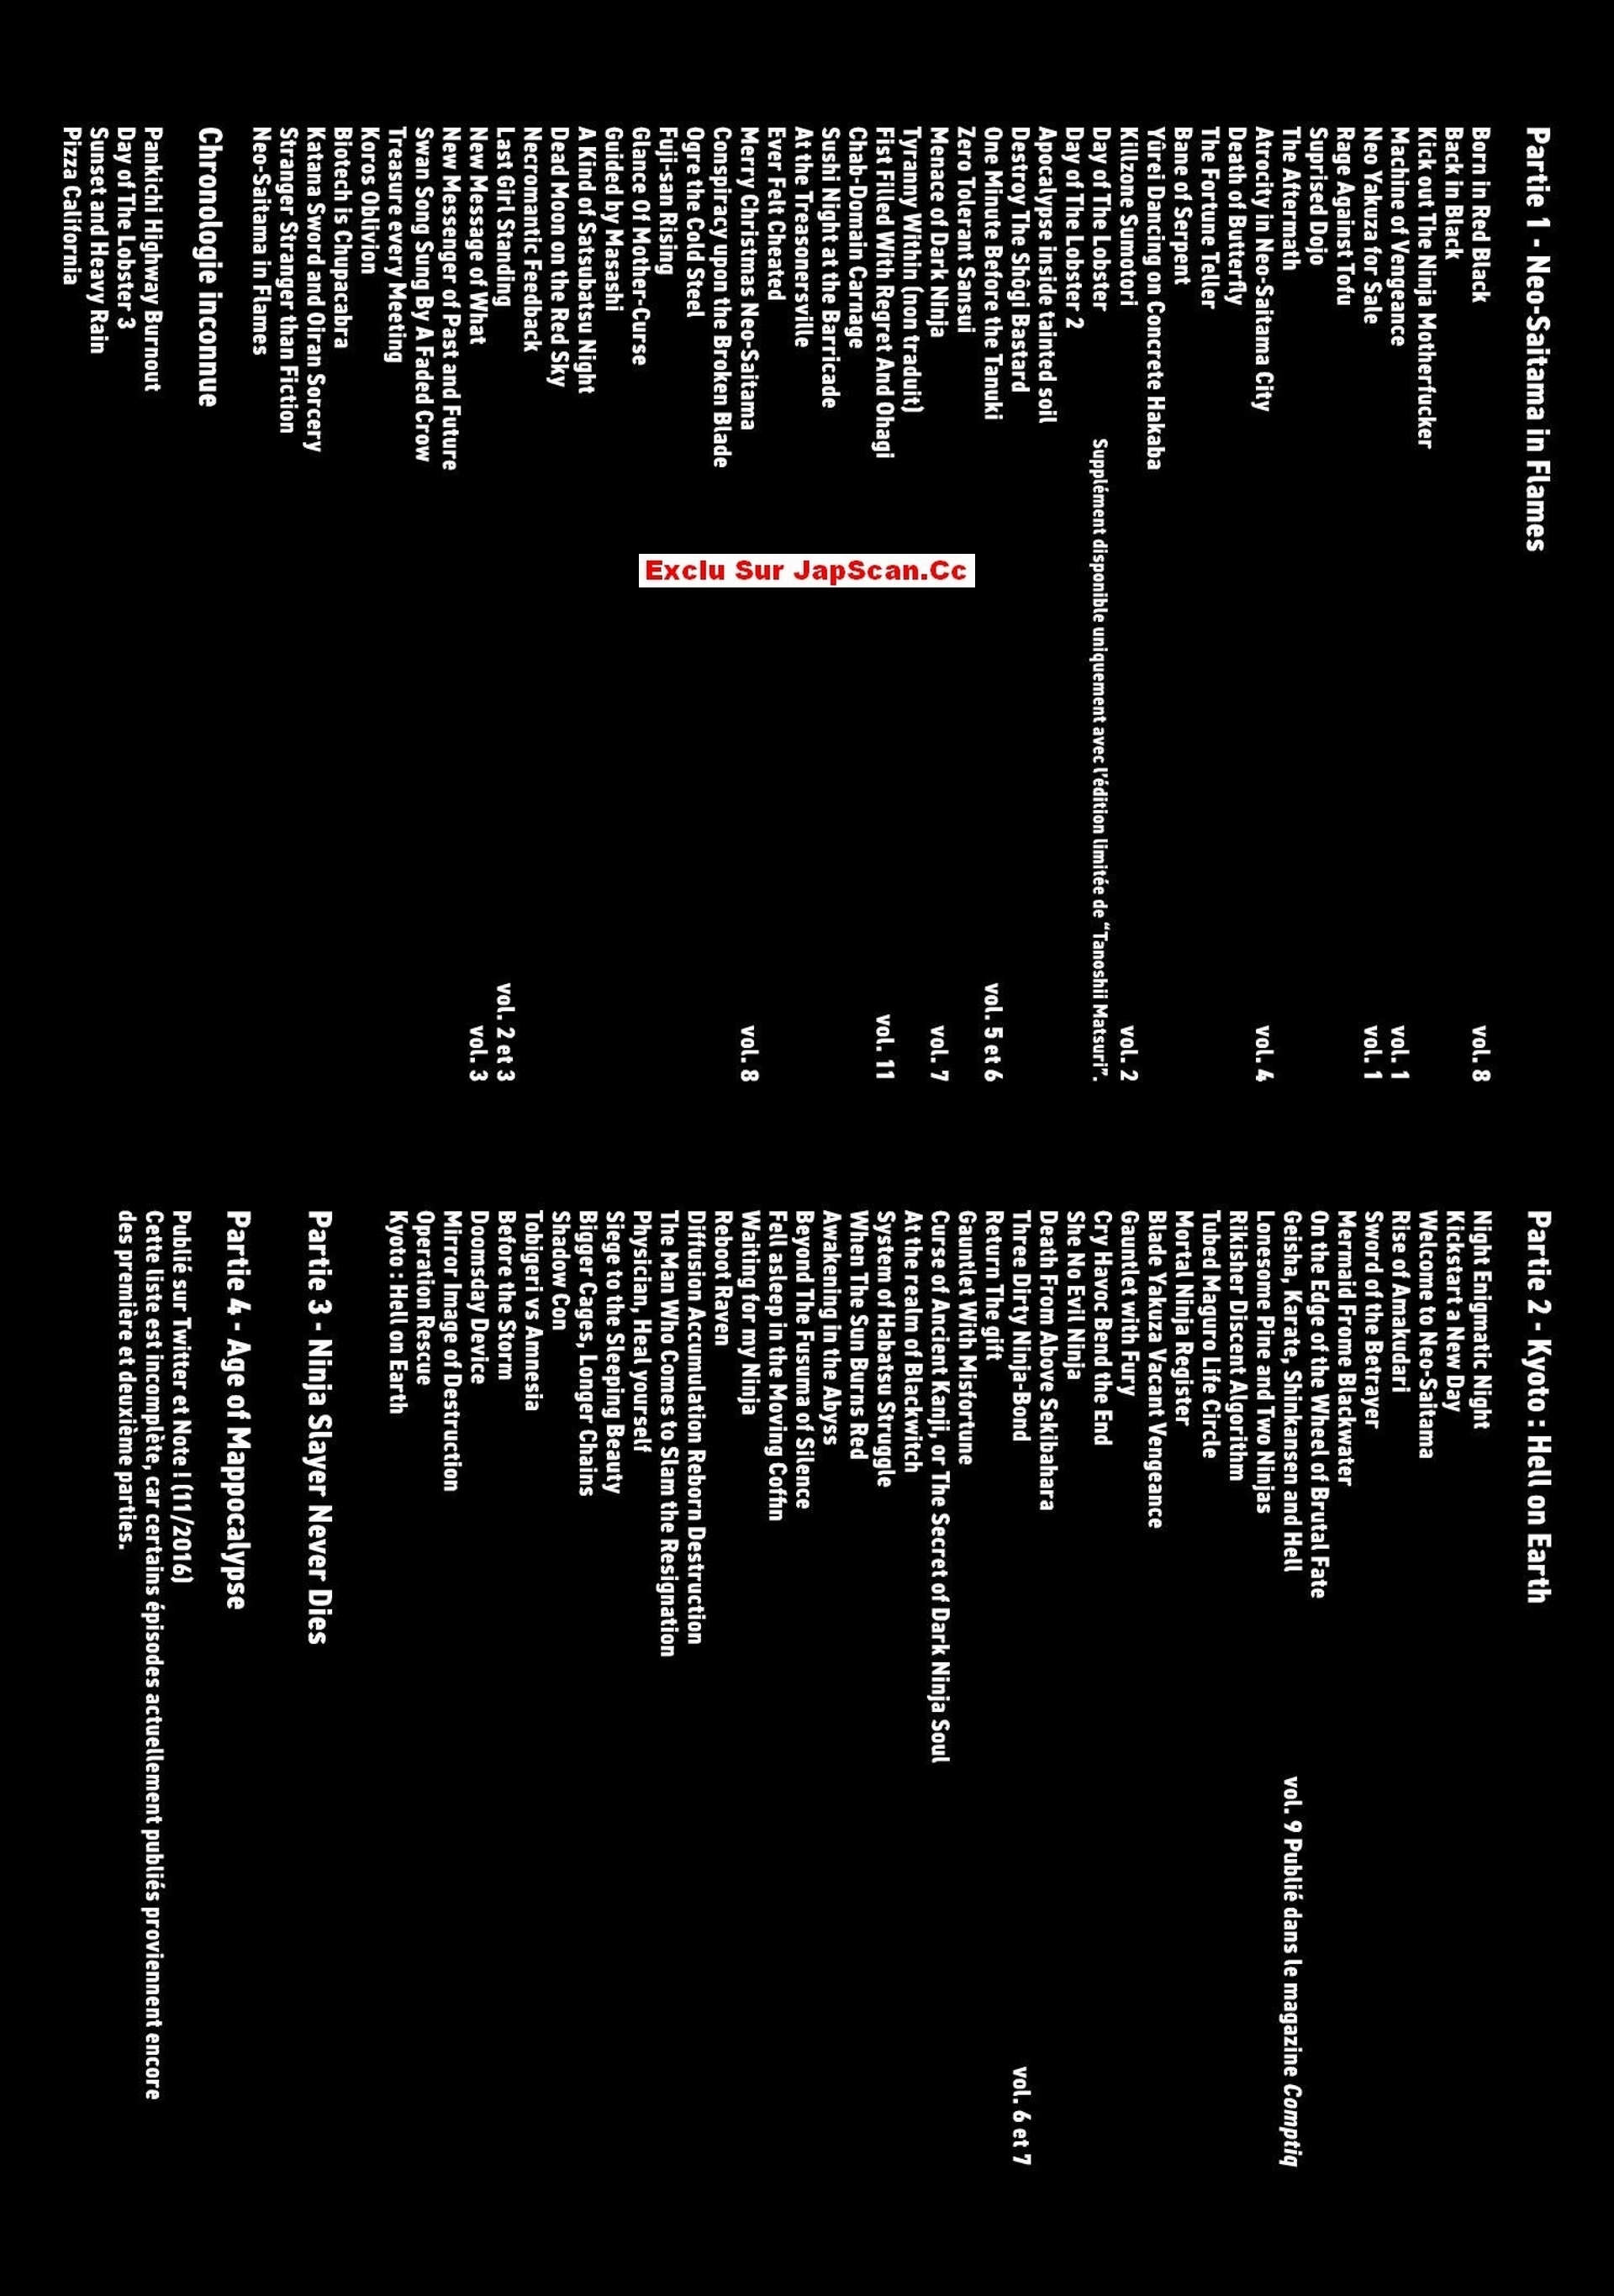 Partie 1 - Neo-Saitama in Flames
Born in Red Black vol. 8
Back in Black
Kick out The Ninja Motherfucker
Machine of Vengeance vol. 1
Neo Yakuza for Sale vol. 1
Rage Against Tofu
Suprised Dojo
The Aftermath
Atrocity in Neo-Saitama City vol. 4
Death of Butterfly
The Fortune Teller
Bane of Serpent
Yûrei Dancing on Concrete Hakaba
Killzone Sumotori vol. 2
Day of The Lobster Supplément disponible uniquement avec l'édition limitée de "Tanoshii Matsuri".
Day of The Lobster 2
Apocalypse inside tainted soil
Destroy The Shôgi Bastard
One Minute Before the Tanuki vol. 5 et 6
Zero Tolerant Sansui
Menace of Dark Ninja vol. 7
Tyranny Within (non traduit)
Fist Filled With Regret And Ohagi vol. 11
Chab-Domain Carnage
Sushi Night at the Barricade
At the Treasonersville
Ever Felt Cheated
Merry Christmas Neo-Saitama vol. 8
Conspiracy upon the Broken Blade
Ogre the Cold Steel
Fuji-san Rising
Glance Of Mother-Curse
Guided by Masashi
A Kind of Satsubatsu Night
Dead Moon on the Red Sky
Necromantic Feedback
Last Girl Standing vol. 2 et 3
New Message of What vol. 3
New Messenger of Past and Future
Swan Song Sung By A Faded Crow
Treasure every Meeting
Koros Oblivion
Biotech is Chupacabra
Katana Sword and Oiran Sorcery
Stranger Stranger than Fiction
Neo-Saitama in Flames
Chronologie inconnue
Pankichi Highway Burnout
Day of The Lobster 3
Sunset and Heavy Rain
Pizza California
Exclu Sur JapScan.Cc
Partie 2 - Kyoto : Hell on Earth
Night Enigmatic Night
Kickstart a New Day
Welcome to Neo-Saitama
Rise of Amakudari
Sword of the Betrayer
Mermaid Frome Blackwater
On the Edge of the Wheel of Brutal Fate
Geisha, Karate, Shinkansen and Hell vol. 9 Publié dans le magazine Comptiq
Lonesome Pine and Two Ninjas
Rikisher Discent Algorithm
Tubed Maguro Life Circle
Mortal Ninja Register
Blade Yakuza Vacant Vengeance
Gauntlet with Fury
Cry Havoc Bend the End
She No Evil Ninja
Death From Above Sekibahara
Three Dirty Ninja-Bond vol. 6 et 7
Return The gift
Gauntlet With Misfortune
Curse of Ancient Kanji, or The Secret of Dark Ninja Soul
At the realm of Blackwitch
System of Habatsu Struggle
When The Sun Burns Red
Awakening in the Abyss
Beyond The Fusuma of Silence
Fell asleep in the Moving Coffin
Waiting for my Ninja
Reboot Raven
Diffusion Accumulation Reborn Destruction
The Man Who Comes to Slam the Resignation
Physician, Heal yourself
Siege to the Sleeping Beauty
Bigger Cages, Longer Chains
Shadow Con
Tobigeri vs Amnesia
Before the Storm
Doomsday Device
Mirror Image of Destruction
Operation Rescue
Kyoto : Hell on Earth
Partie 3 - Ninja Slayer Never Dies
Partie 4 - Age of Mappocalypse
Publié sur Twitter et Note ! (11/2016)
Cette liste est incomplète, car certains épisodes actuellement publiés proviennent encore
des première et deuxième parties.